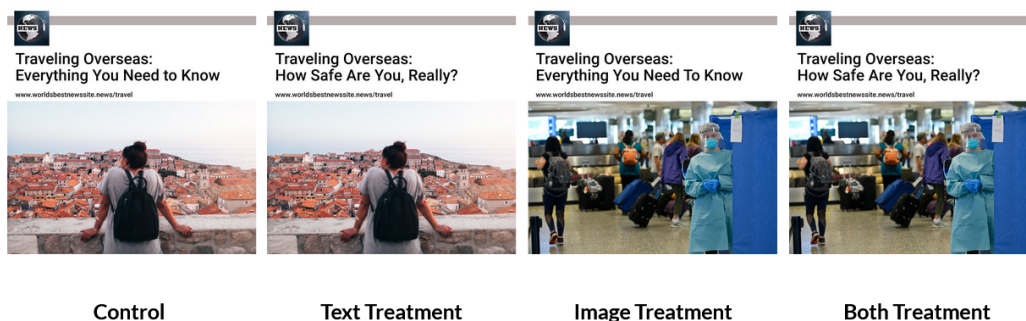 NEWS
Traveling Overseas:
Everything You Need to Know
www.worldsbestnewssite.news/travel
Control
NEWS
Traveling Overseas:
How Safe Are You, Really?
www.worldsbestnewssite.news/travel
Text Treatment
NEWS
Traveling Overseas:
Everything You Need To Know
www.worldsbestnewssite.news/travel
Image Treatment
NEWS
Traveling Overseas:
How Safe Are You, Really?
www.worldsbestnewssite.news/travel
Both Treatment